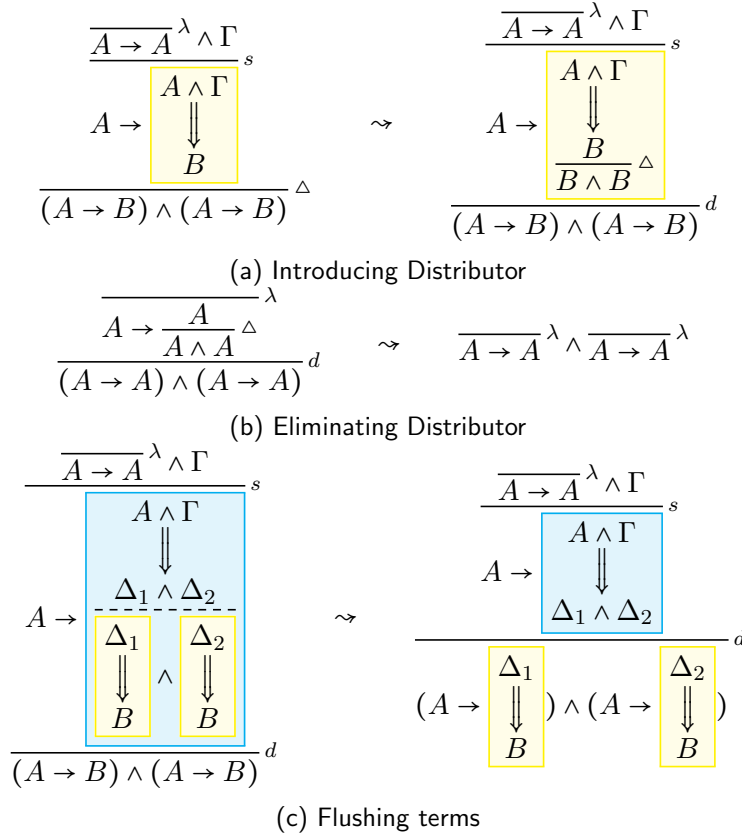 A → A λ ∧ Γ
s
A → A ∧ Γ
⇓
B
△
(A → B) ∧ (A → B)
⇝
A → A λ ∧ Γ
s
A → A ∧ Γ
⇓
B
B ∧ B △
d
(A → B) ∧ (A → B)
(a) Introducing Distributor
λ
A → A
A ∧ A △
d
(A → A) ∧ (A → A)
⇝
A → A λ ∧ A → A λ
(b) Eliminating Distributor
A → A λ ∧ Γ
s
A ∧ Γ
⇓
Δ1 ∧ Δ2
A →
Δ1 Δ2
⇓ ∧ ⇓
B B
d
(A → B) ∧ (A → B)
⇝
A → A λ ∧ Γ
s
A ∧ Γ
A → ⇓
Δ1 ∧ Δ2
d
Δ1 Δ2
(A → ⇓ ) ∧ (A → ⇓ )
B B
(c) Flushing terms